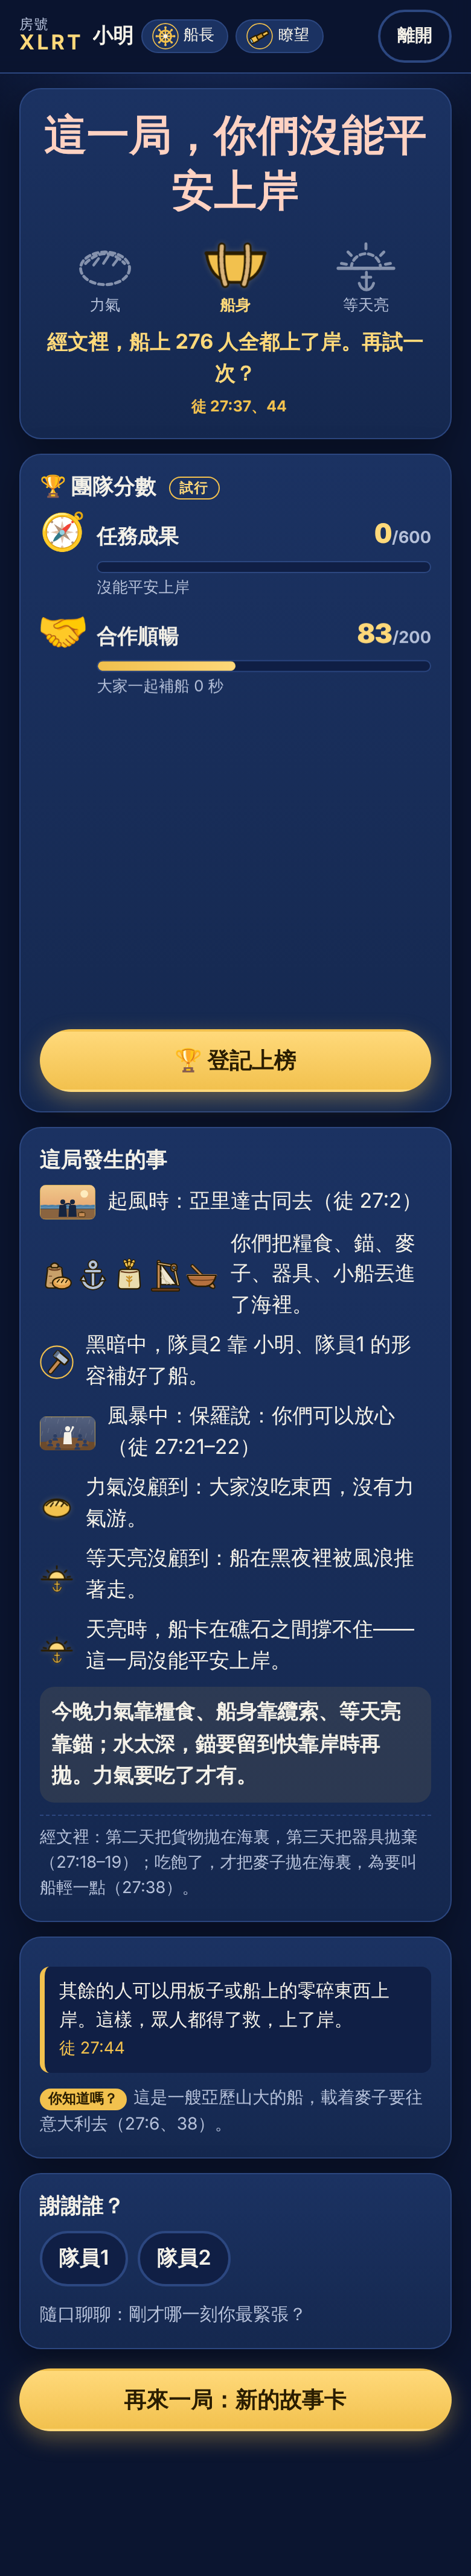 房號
XLRT 小明 船長 瞭望 離開
這一局，你們沒能平
安上岸
力氣 船身 等天亮
經文裡，船上 276 人全都上了岸。再試一
次？
徒 27:37、44
團隊分數 試行
任務成果 0/600
沒能平安上岸
合作順暢 83/200
大家一起補船 0 秒
登記上榜
這局發生的事
起風時：亞里達古同去（徒 27:2）
你們把糧食、錨、麥
子、器具、小船丟進
了海裡。
黑暗中，隊員2 靠 小明、隊員1 的形
容補好了船。
風暴中：保羅說：你們可以放心
（徒 27:21–22）
力氣沒顧到：大家沒吃東西，沒有力
氣游。
等天亮沒顧到：船在黑夜裡被風浪推
著走。
天亮時，船卡在礁石之間撐不住——
這一局沒能平安上岸。
今晚力氣靠糧食、船身靠纜索、等天亮
靠錨；水太深，錨要留到快靠岸時再
拋。力氣要吃了才有。
經文裡：第二天把貨物拋在海裏，第三天把器具拋棄
（27:18–19）；吃飽了，才把麥子拋在海裏，為要叫
船輕一點（27:38）。
其餘的人可以用板子或船上的零碎東西上
岸。這樣，眾人都得了救，上了岸。
徒 27:44
你知道嗎？ 這是一艘亞歷山大的船，載着麥子要往
意大利去（27:6、38）。
謝謝誰？
隊員1 隊員2
隨口聊聊：剛才哪一刻你最緊張？
再來一局：新的故事卡